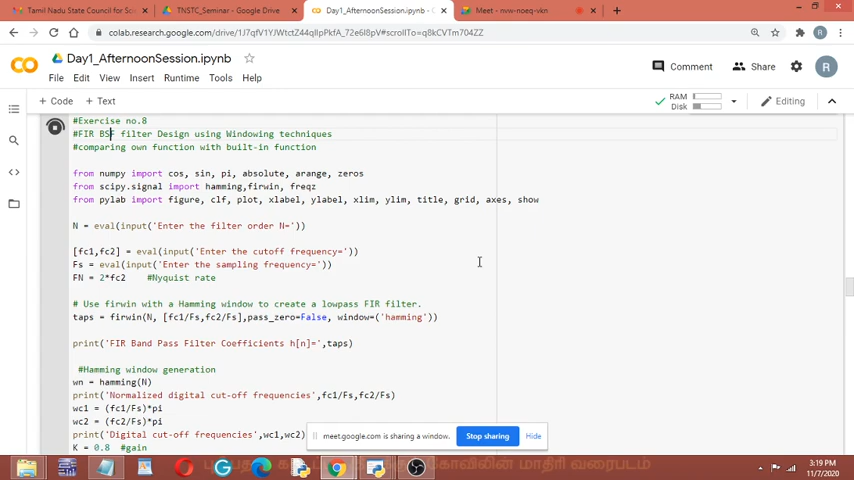 Tamil Nadu State Council for Sci
TNSTC_Seminar - Google Drive
Day1_AfternoonSession.ipynb - C
Meet - nvw-noeq-vkn
colab.research.google.com/drive/1J7qfV1YJWtctZ44qIlpPkfA_72e6I8pV#scrollTo=q8kCVTm704ZZ
R
Day1_AfternoonSession.ipynb
Comment
Share
R
File Edit View Insert Runtime Tools Help
+ Code + Text
RAM
Disk
Editing
#Exercise no.8
#FIR BSF filter Design using Windowing techniques
#comparing own function with built-in function
from numpy import cos, sin, pi, absolute, arange, zeros
from scipy.signal import hamming,firwin, freqz
from pylab import figure, clf, plot, xlabel, ylabel, xlim, ylim, title, grid, axes, show
N = eval(input('Enter the filter order N='))
[fc1,fc2] = eval(input('Enter the cutoff frequency='))
Fs = eval(input('Enter the sampling frequency='))
FN = 2*fc2 #Nyquist rate
# Use firwin with a Hamming window to create a lowpass FIR filter.
taps = firwin(N, [fc1/Fs,fc2/Fs],pass_zero=False, window=('hamming'))
print('FIR Band Pass Filter Coefficients h[n]=',taps)
#Hamming window generation
wn = hamming(N)
print('Normalized digital cut-off frequencies',fc1/Fs,fc2/Fs)
wc1 = (fc1/Fs)*pi
wc2 = (fc2/Fs)*pi
print('Digital cut-off frequencies',wc1,wc2)
K = 0.8 #gain
meet.google.com is sharing a window.
Stop sharing
Hide
கோவிலின் மாதிரி வரைபடம்
3:19 PM
11/7/2020